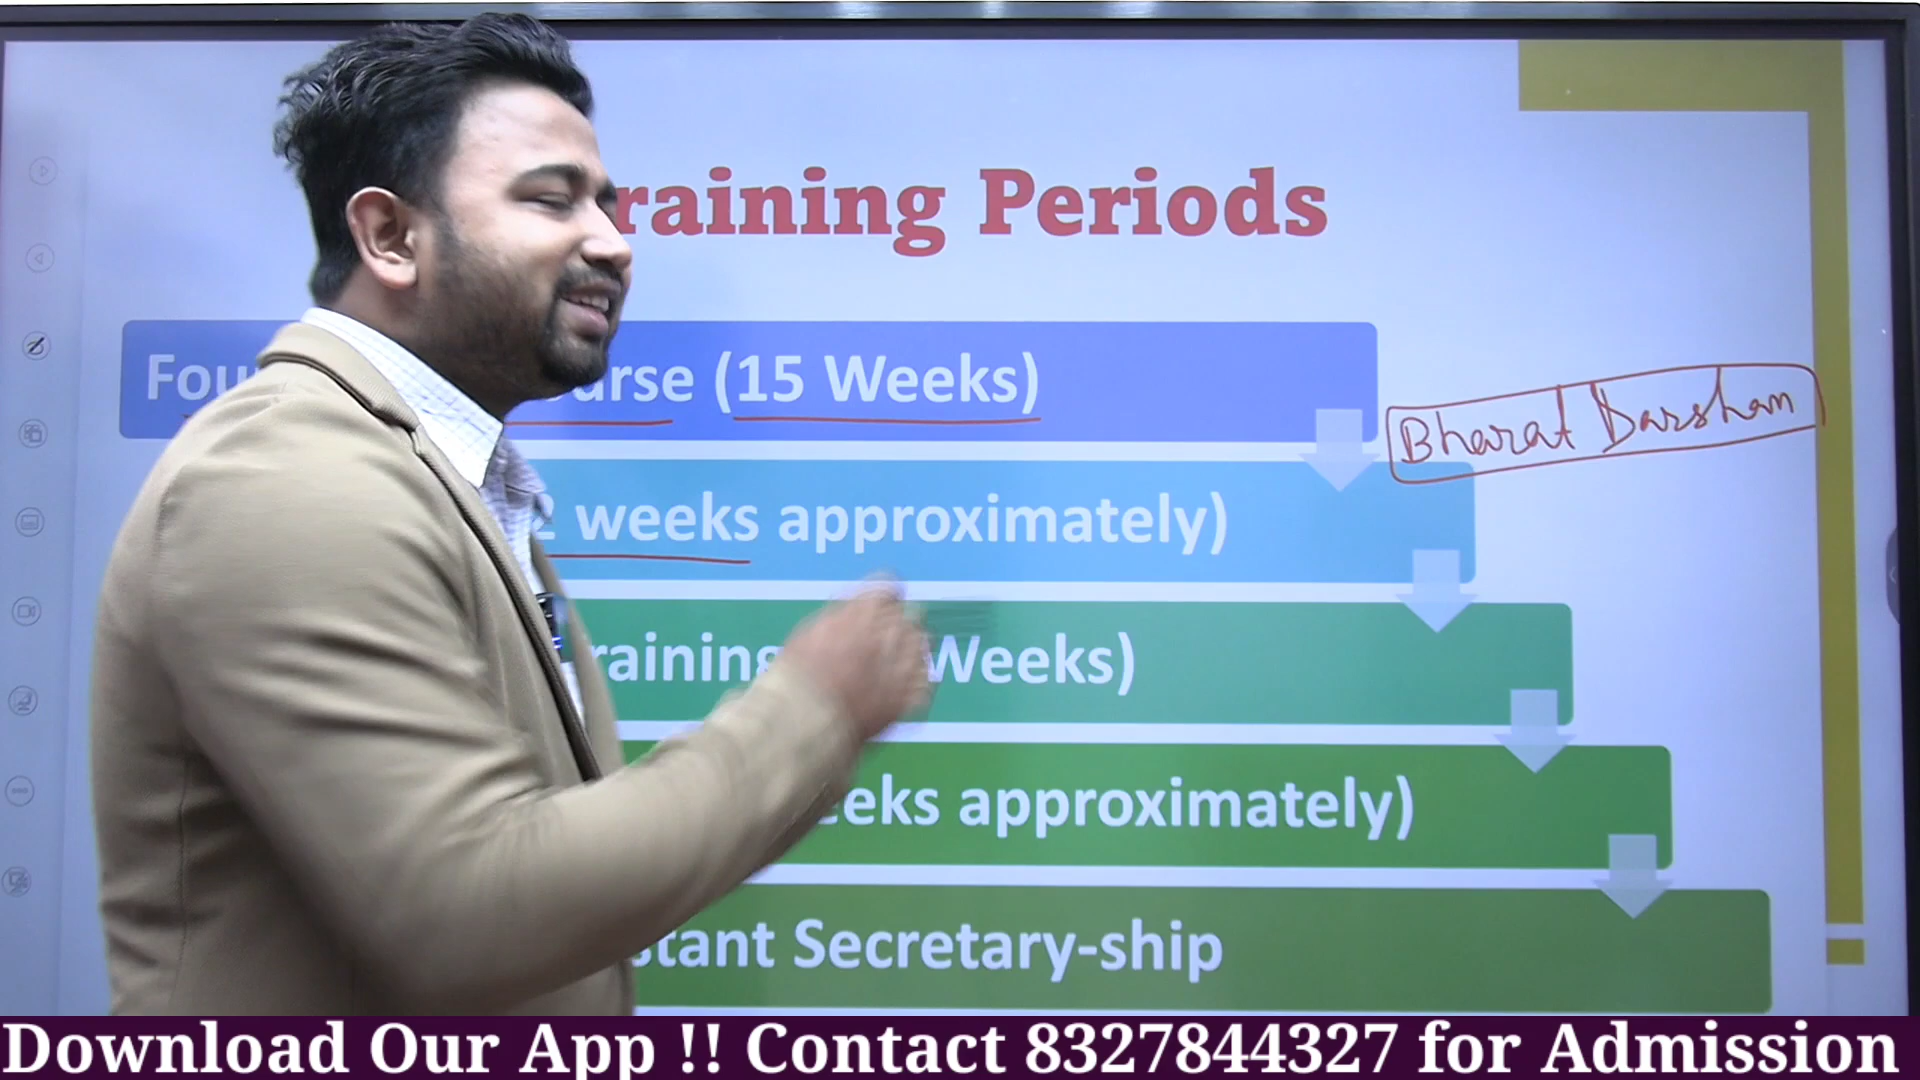 raining Periods
Fou urse (15 Weeks)
Bharat Darshan
2 weeks approximately)
raining Weeks)
eeks approximately)
stant Secretary-ship
Download Our App !! Contact 8327844327 for Admission